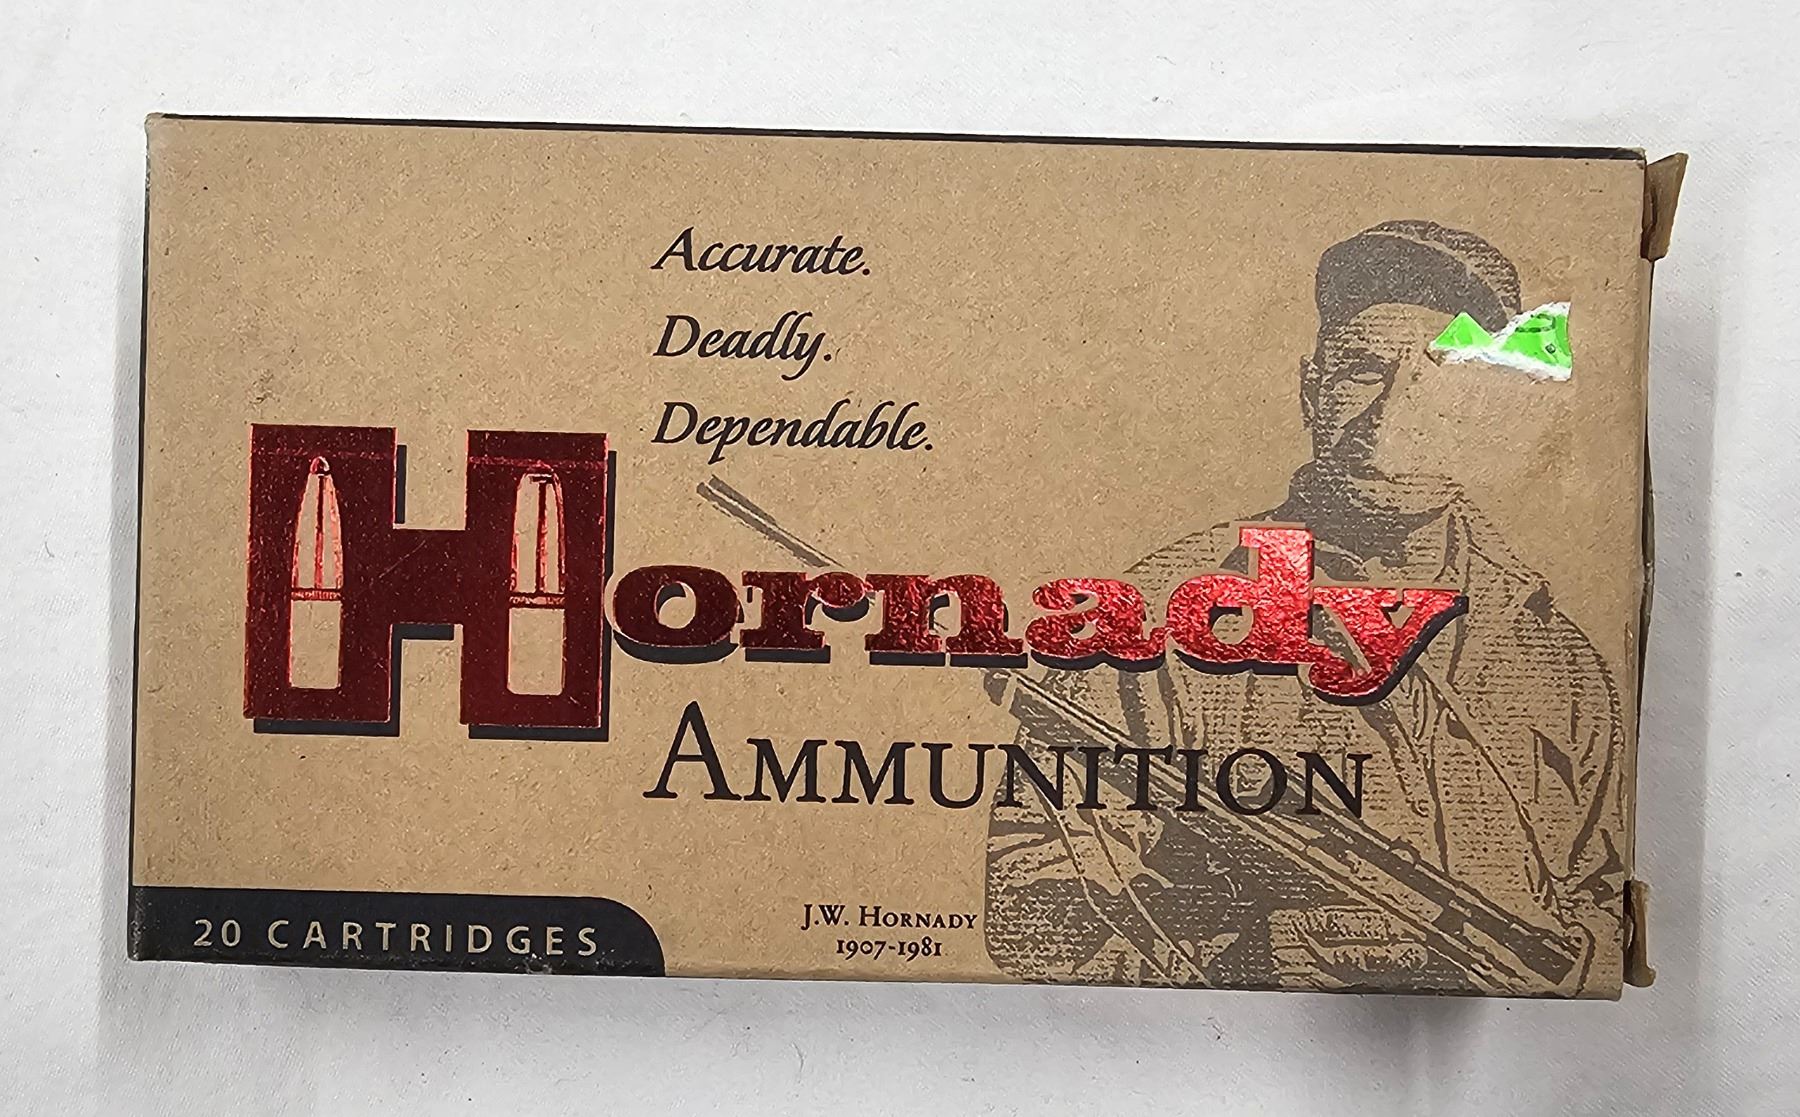 Accurate.
Deadly.
Dependable.
Hornady
AMMUNITION
J.W. HORNADY
1907-1981
20 CARTRIDGES